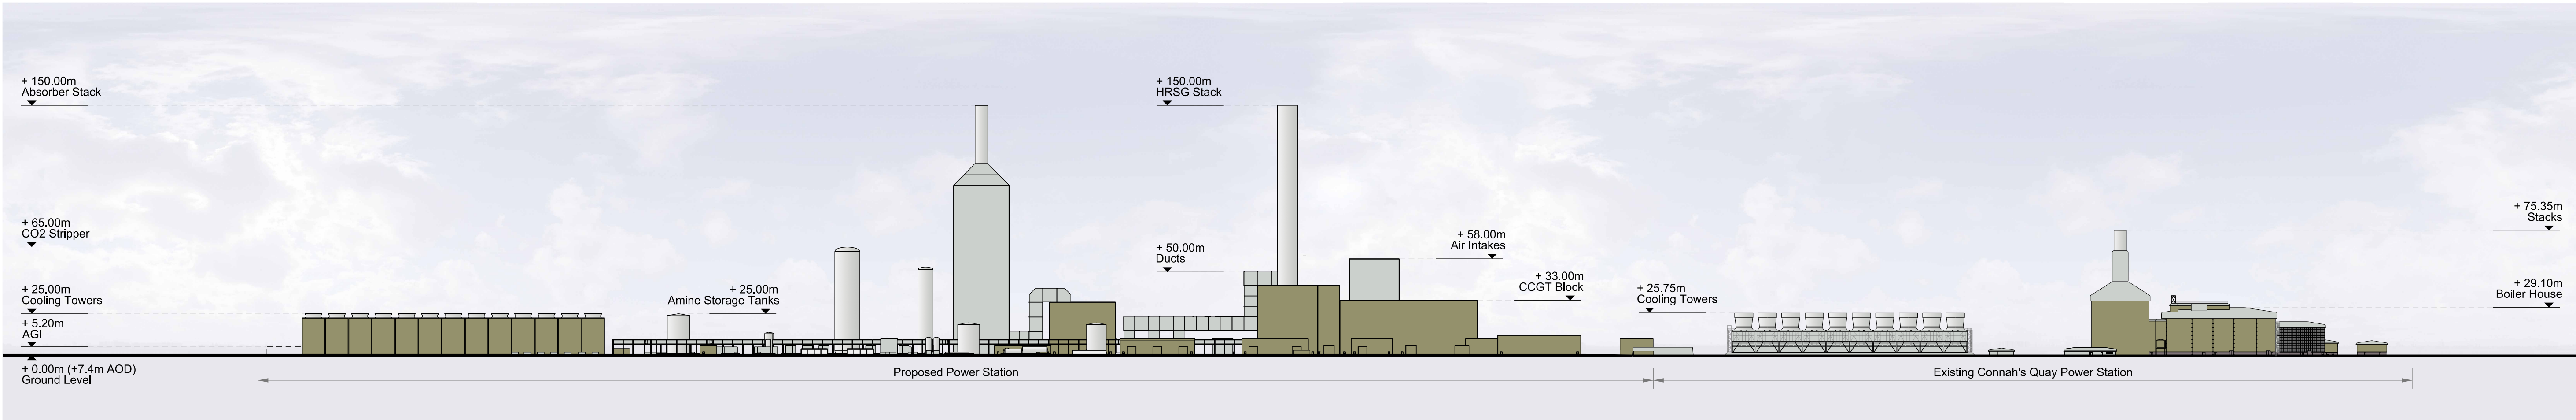 + 150.00m
Absorber Stack
+ 65.00m
CO2 Stripper
+ 25.00m
Cooling Towers
+ 5.20m
AGI
+ 0.00m (+7.4m AOD)
Ground Level
+ 25.00m
Amine Storage Tanks
+ 150.00m
HRSG Stack
+ 50.00m
Ducts
+ 58.00m
Air Intakes
+ 33.00m
CCGT Block
+ 25.75m
Cooling Towers
+ 75.35m
Stacks
+ 29.10m
Boiler House
Proposed Power Station
Existing Connah's Quay Power Station